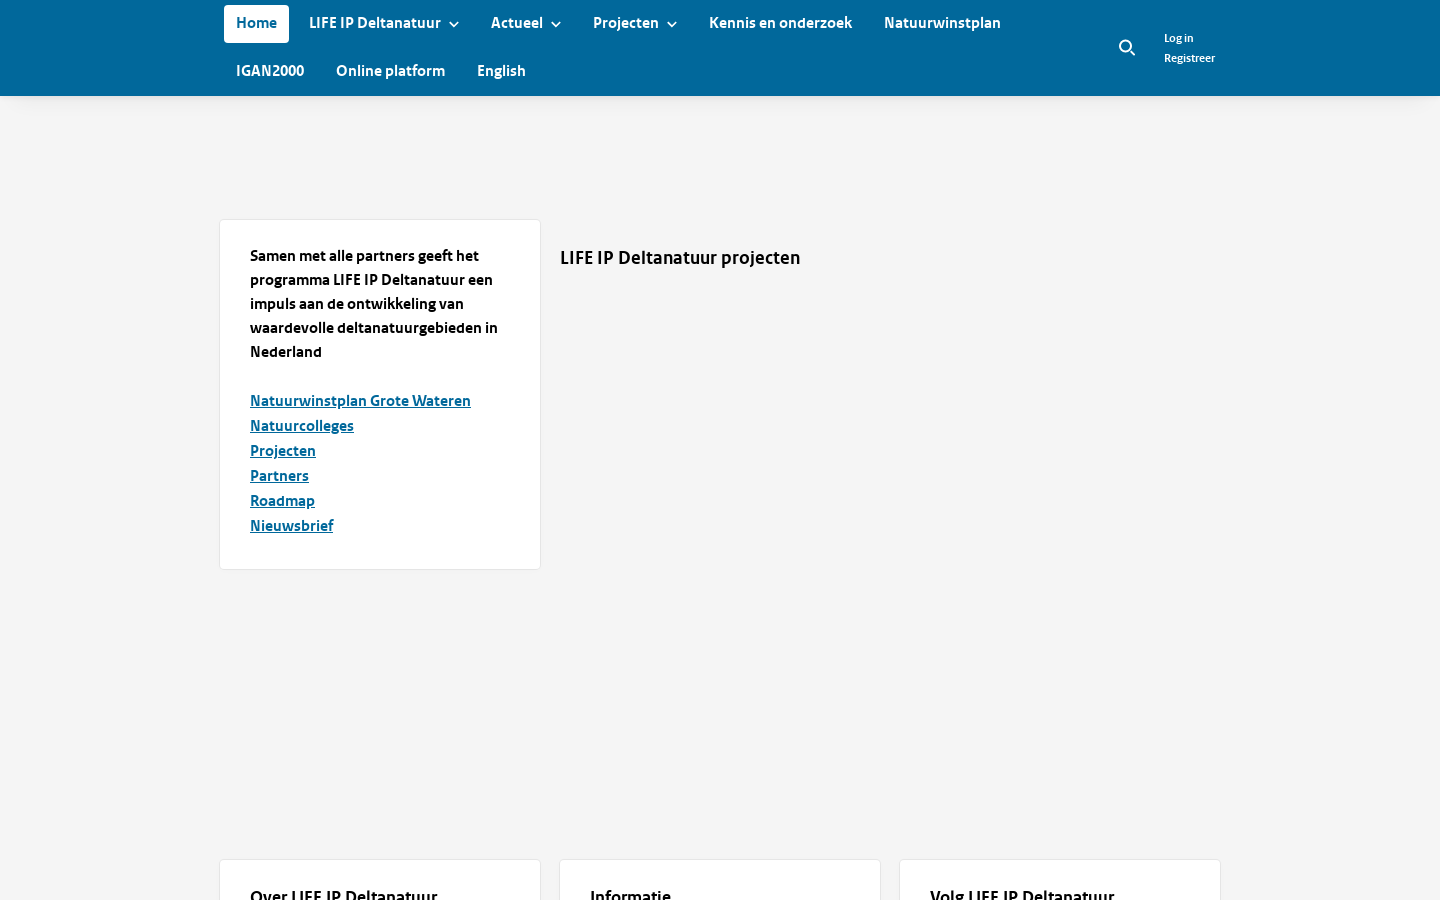 Home
LIFE IP Deltanatuur
Actueel
Projecten
Kennis en onderzoek
Natuurwinstplan
IGAN2000
Online platform
English
Log in
Registreer
Samen met alle partners geeft het
programma LIFE IP Deltanatuur een
impuls aan de ontwikkeling van
waardevolle deltanatuurgebieden in
Nederland
Natuurwinstplan Grote Wateren
Natuurcolleges
Projecten
Partners
Roadmap
Nieuwsbrief
LIFE IP Deltanatuur projecten
Over LIFE IP Deltanatuur
Informatie
Volg LIFE IP Deltanatuur